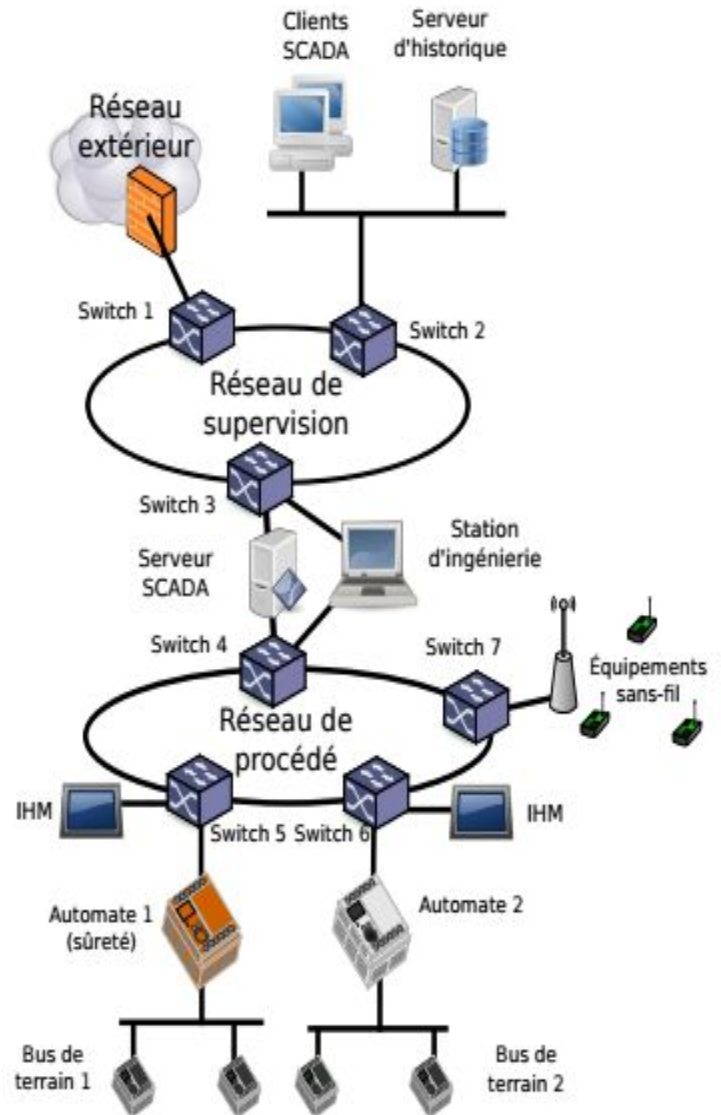 Clients
SCADA
Serveur
d'historique
Réseau
extérieur
Switch 1
Switch 2
Réseau de
supervision
Switch 3
Serveur
SCADA
Station
d'ingénierie
Switch 4
Switch 7
Équipements
sans-fil
Réseau de
procédé
IHM
Switch 5
Switch 6
IHM
Automate 1
(sûreté)
Automate 2
Bus de
terrain 1
Bus de
terrain 2